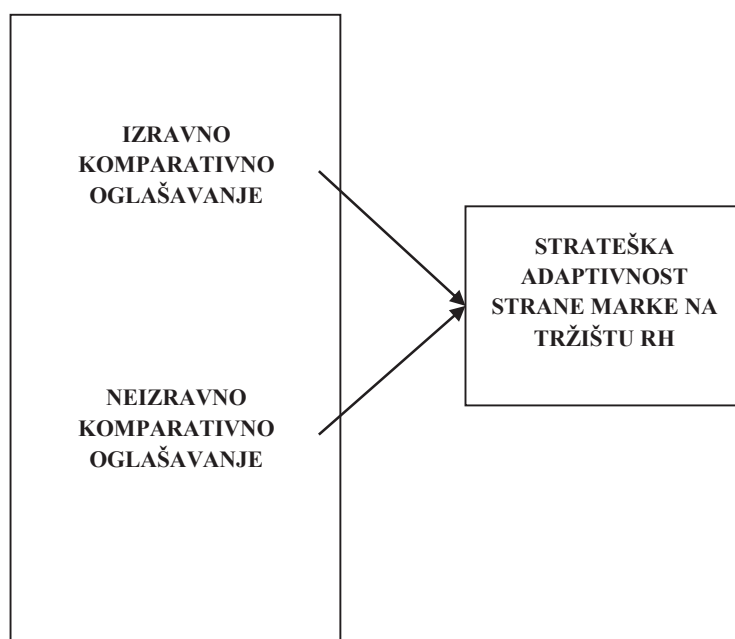 IZRAVNO
KOMPARATIVNO
OGLAŠAVANJE
STRATEŠKA
ADAPTIVNOST
STRANE MARKE NA
TRŽIŠTU RH
NEIZRAVNO
KOMPARATIVNO
OGLAŠAVANJE